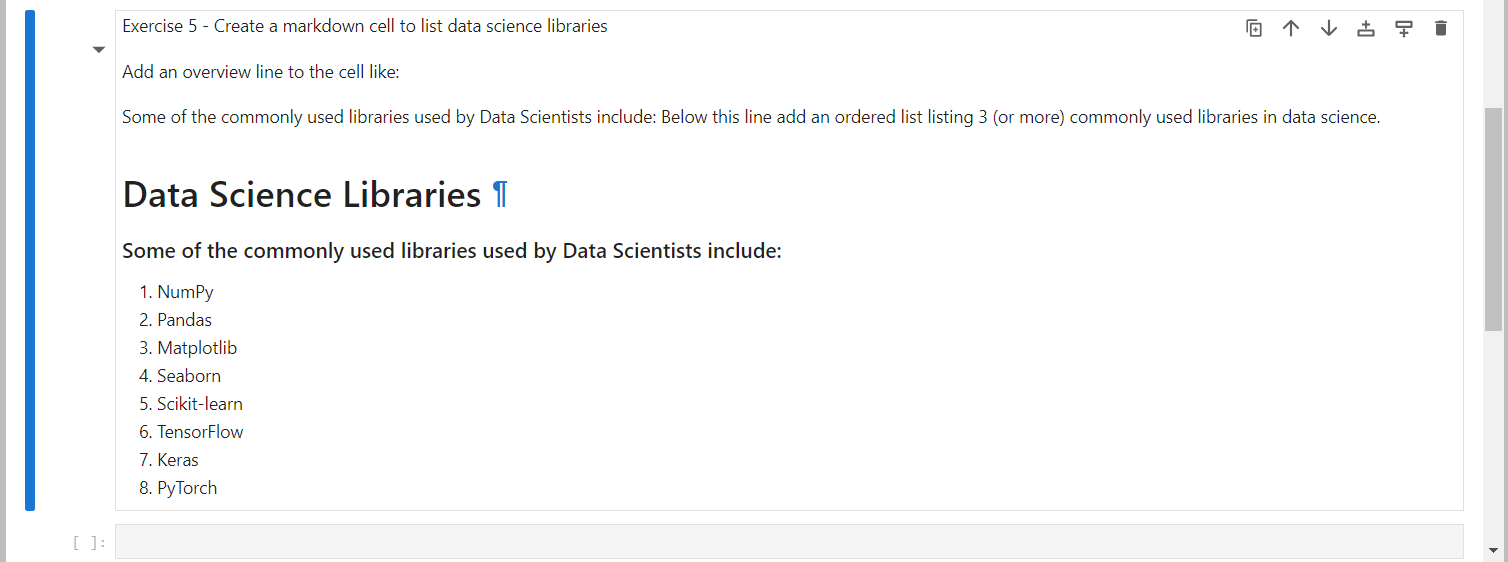 Exercise 5 - Create a markdown cell to list data science libraries
Add an overview line to the cell like:
Some of the commonly used libraries used by Data Scientists include: Below this line add an ordered list listing 3 (or more) commonly used libraries in data science.
Data Science Libraries ¶
Some of the commonly used libraries used by Data Scientists include:
1. NumPy
2. Pandas
3. Matplotlib
4. Seaborn
5. Scikit-learn
6. TensorFlow
7. Keras
8. PyTorch
[ ]: